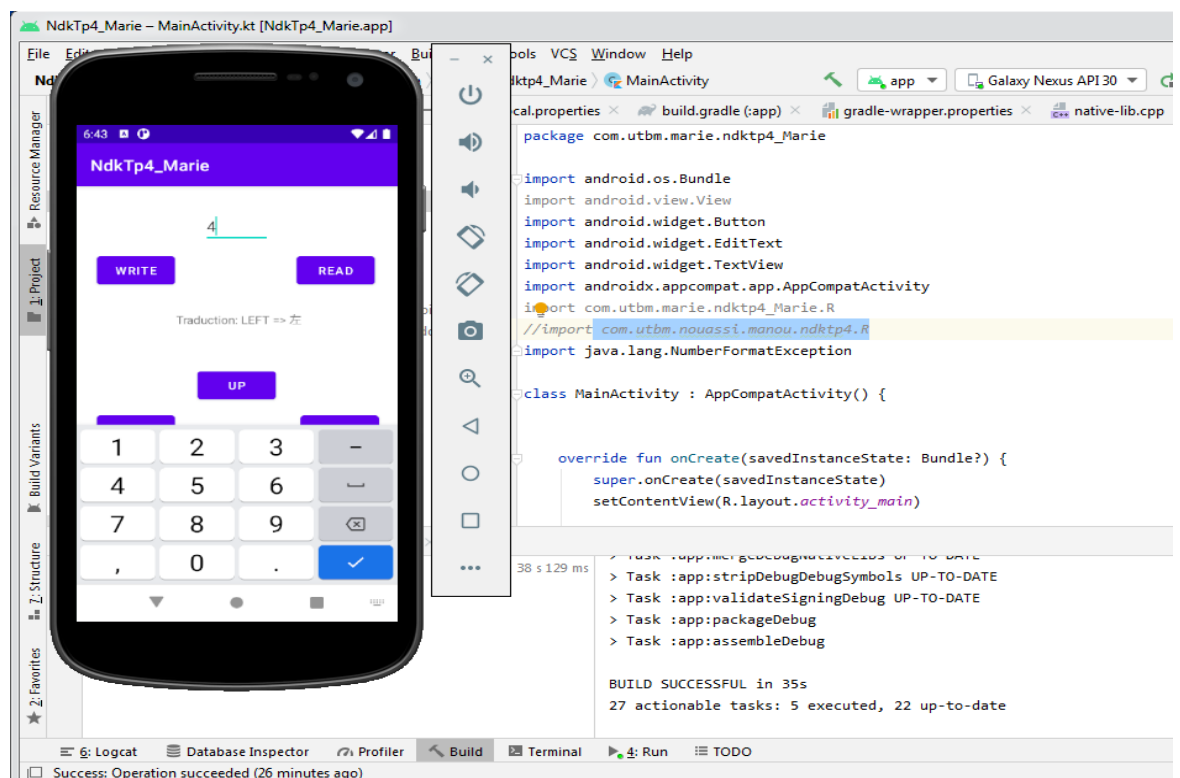 NdkTp4_Marie – MainActivity.kt [NdkTp4_Marie.app]
File
VCS Window Help
ndktp4_Marie MainActivity
app
Galaxy Nexus API 30
build.gradle (:app)
gradle-wrapper.properties
native-lib.cpp
Resource Manager
1: Project
Build Variants
7: Structure
2: Favorites
6:43
NdkTp4_Marie
4
WRITE
READ
Traduction: LEFT => 左
UP
1 2 3 –
4 5 6
7 8 9
, 0 .
package com.utbm.marie.ndktp4_Marie
import android.os.Bundle
import android.view.View
import android.widget.Button
import android.widget.EditText
import android.widget.TextView
import androidx.appcompat.app.AppCompatActivity
import com.utbm.marie.ndktp4_Marie.R
//import com.utbm.nouassi.manou.ndktp4.R
import java.lang.NumberFormatException
class MainActivity : AppCompatActivity() {
override fun onCreate(savedInstanceState: Bundle?) {
super.onCreate(savedInstanceState)
setContentView(R.layout.activity_main)
38 s 129 ms
> Task :app:mergeDebugNativeLibs UP-TO-DATE
> Task :app:stripDebugDebugSymbols UP-TO-DATE
> Task :app:validateSigningDebug UP-TO-DATE
> Task :app:packageDebug
> Task :app:assembleDebug
BUILD SUCCESSFUL in 35s
27 actionable tasks: 5 executed, 22 up-to-date
6: Logcat
Database Inspector
Profiler
Build
Terminal
4: Run
TODO
Success: Operation succeeded (26 minutes ago)